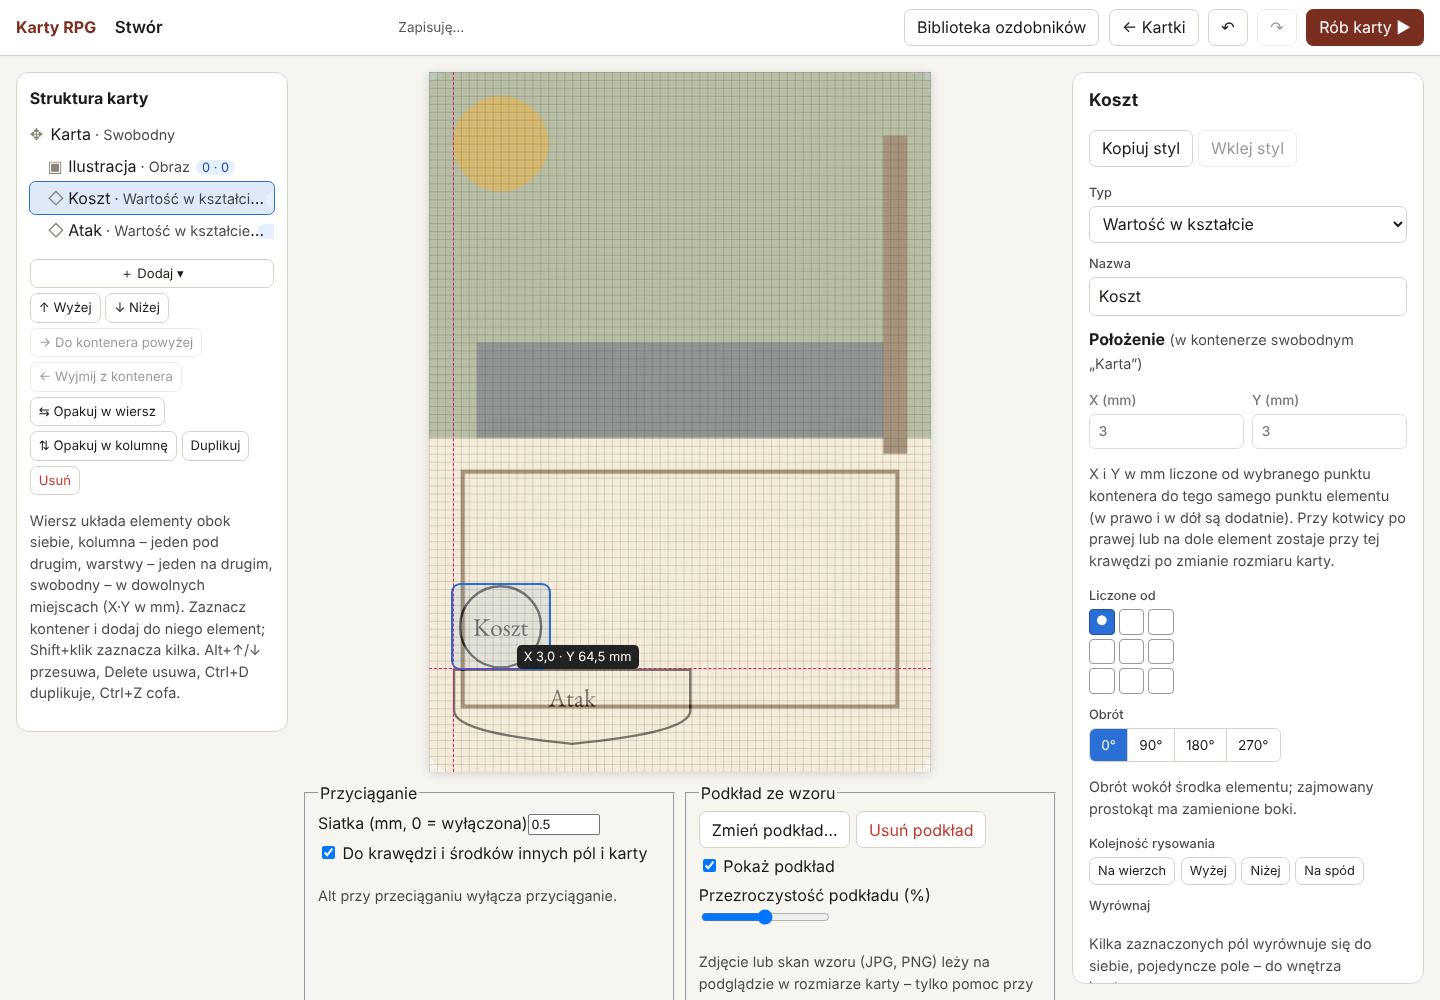 Karty RPG
Stwór
Zapisuję...
Biblioteka ozdobników
← Kartki
↶
↷
Rób karty ▶
Struktura karty
✥ Karta · Swobodny
▣ Ilustracja · Obraz 0 · 0
◇ Koszt · Wartość w kształci...
◇ Atak · Wartość w kształcie...
+ Dodaj ▾
↑ Wyżej
↓ Niżej
→ Do kontenera powyżej
← Wyjmij z kontenera
⇆ Opakuj w wiersz
⇅ Opakuj w kolumnę
Duplikuj
Usuń
Wiersz układa elementy obok
siebie, kolumna – jeden pod
drugim, warstwy – jeden na drugim,
swobodny – w dowolnych
miejscach (X·Y w mm). Zaznacz
kontener i dodaj do niego element;
Shift+klik zaznacza kilka. Alt+↑/↓
przesuwa, Delete usuwa, Ctrl+D
duplikuje, Ctrl+Z cofa.
Koszt
X 3,0 · Y 64,5 mm
Atak
Przyciąganie
Siatka (mm, 0 = wyłączona) 0.5
Do krawędzi i środków innych pól i karty
Alt przy przeciąganiu wyłącza przyciąganie.
Podkład ze wzoru
Zmień podkład...
Usuń podkład
Pokaż podkład
Przezroczystość podkładu (%)
Zdjęcie lub skan wzoru (JPG, PNG) leży na
podglądzie w rozmiarze karty – tylko pomoc przy
Koszt
Kopiuj styl
Wklej styl
Typ
Wartość w kształcie
Nazwa
Koszt
Położenie (w kontenerze swobodnym
„Karta”)
X (mm)
Y (mm)
3
3
X i Y w mm liczone od wybranego punktu
kontenera do tego samego punktu elementu
(w prawo i w dół są dodatnie). Przy kotwicy po
prawej lub na dole element zostaje przy tej
krawędzi po zmianie rozmiaru karty.
Liczone od
Obrót
0°
90°
180°
270°
Obrót wokół środka elementu; zajmowany
prostokąt ma zamienione boki.
Kolejność rysowania
Na wierzch
Wyżej
Niżej
Na spód
Wyrównaj
Kilka zaznaczonych pól wyrównuje się do
siebie, pojedyncze pole – do wnętrza